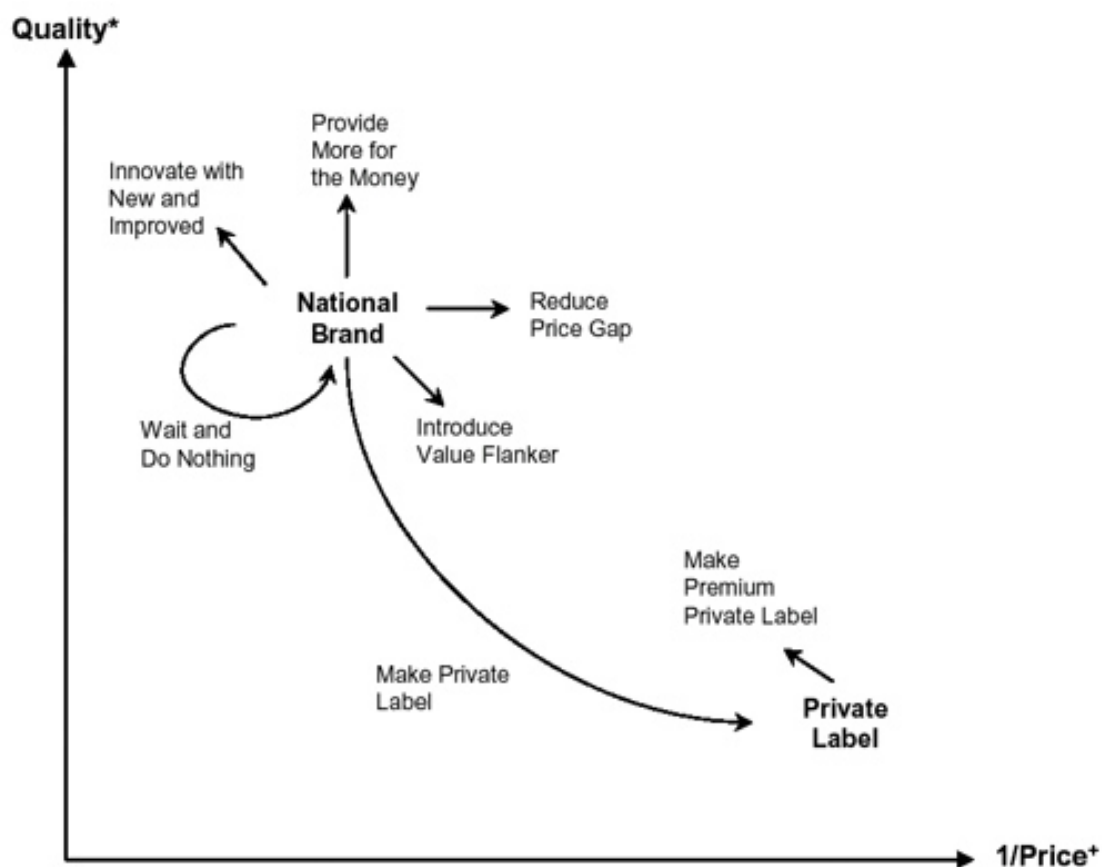 Quality*
Provide
More for
the Money
Innovate with
New and
Improved
National
Brand
Reduce
Price Gap
Wait and
Do Nothing
Introduce
Value Flanker
Make
Premium
Private Label
Make Private
Label
Private
Label
1/Price+